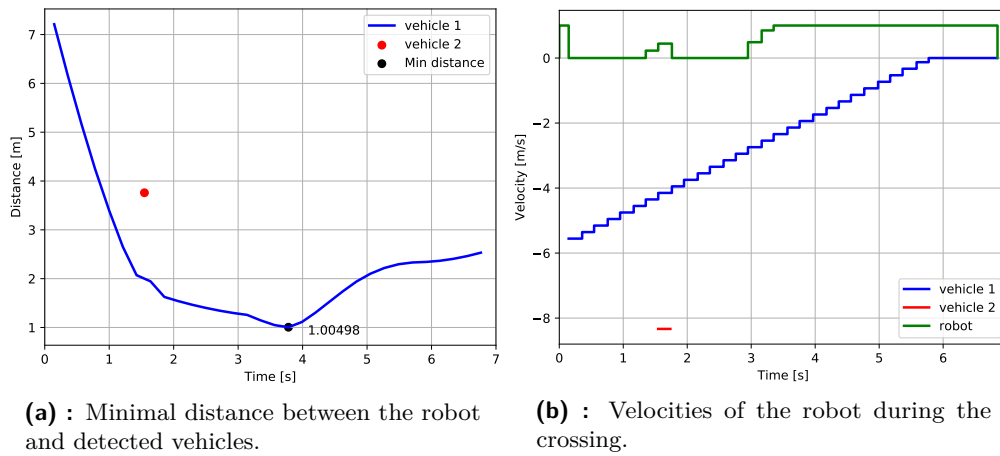 vehicle 1
vehicle 2
Min distance
1.00498
7
6
5
4
3
2
1
Distance [m]
0 1 2 3 4 5 6 7
Time [s]
(a) : Minimal distance between the robot
and detected vehicles.
0
−2
−4
−6
−8
Velocity [m/s]
vehicle 1
vehicle 2
robot
0 1 2 3 4 5 6
Time [s]
(b) : Velocities of the robot during the
crossing.